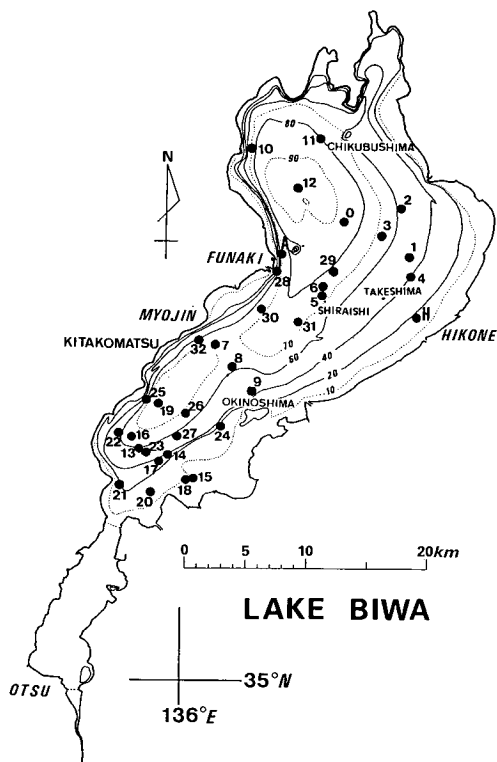 80
11
CHIKUBUSHIMA
10
90
12
2
0
3
A
N
1
FUNAKI
28
29
6
4
TAKESHIMA
5
SHIRAISHI
H
HIKONE
30
31
MYOJIN
KITAKOMATSU
32
7
70
60
8
40
20
10
9
OKINOSHIMA
25
19
26
24
22
16
27
13
23
14
17
21
20
18
15
0
10
20km
LAKE BIWA
35°N
136°E
OTSU